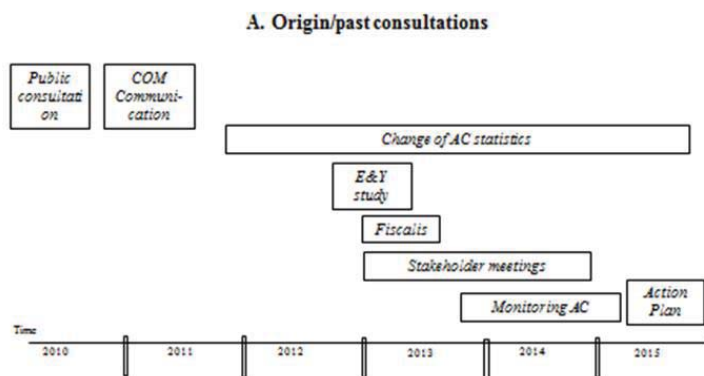 A. Origin/past consultations
Public
consultati
on
COM
Communi-
cation
Change of AC statistics
E&Y
study
Fiscalis
Stakeholder meetings
Monitoring AC
Action
Plan
Time
2010 2011 2012 2013 2014 2015